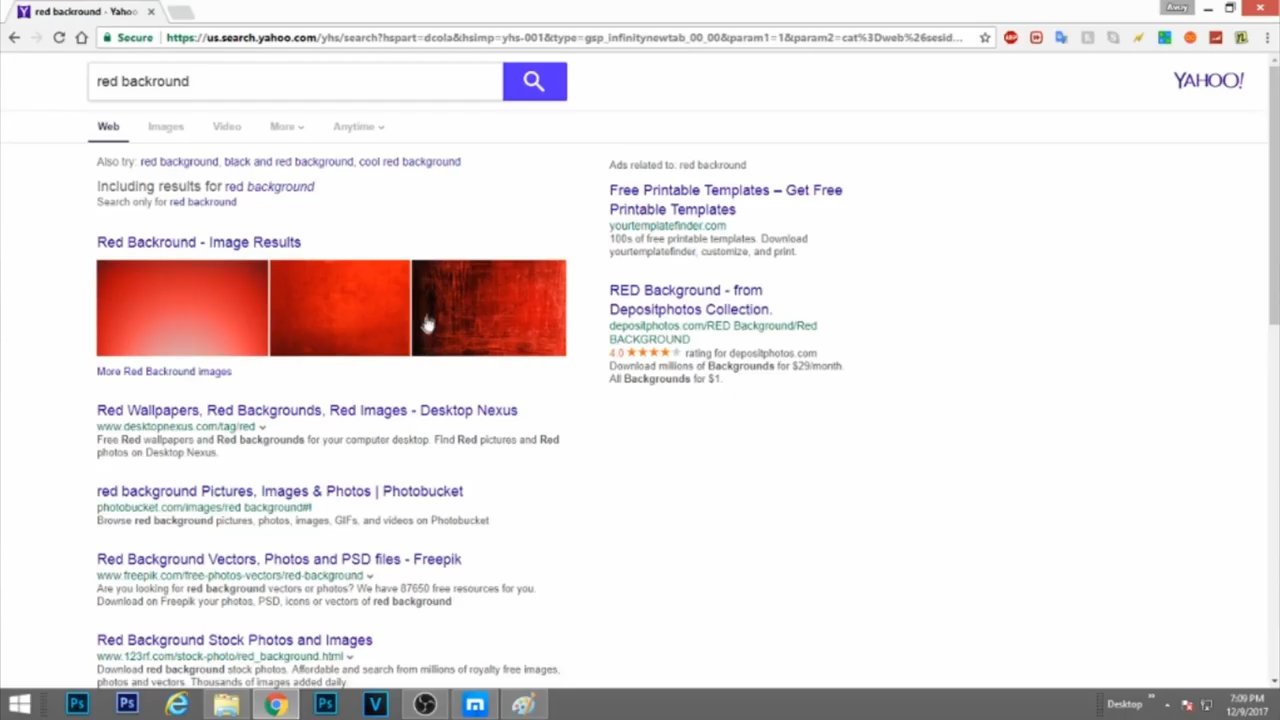 red background - Yahoo
Avoy
Secure
https://us.search.yahoo.com/yhs/search?hspart=dcola&hsimp=yhs-001&type=gsp_infinitynewtab_00_00&param1=1&param2=cat%3Dweb%26sesid...
red backround
YAHOO!
Web Images Video More Anytime
Also try: red background, black and red background, cool red background
Including results for red background
Search only for red backround
Red Backround - Image Results
More Red Backround images
Red Wallpapers, Red Backgrounds, Red Images - Desktop Nexus
www.desktopnexus.com/tag/red
Free Red wallpapers and Red backgrounds for your computer desktop. Find Red pictures and Red
photos on Desktop Nexus.
red background Pictures, Images & Photos | Photobucket
photobucket.com/images/red background#!
Browse red background pictures, photos, images, GIFs, and videos on Photobucket
Red Background Vectors, Photos and PSD files - Freepik
www.freepik.com/free-photos-vectors/red-background
Are you looking for red background vectors or photos? We have 87650 free resources for you.
Download on Freepik your photos, PSD, icons or vectors of red background
Red Background Stock Photos and Images
www.123rf.com/stock-photo/red_background.html
Download red background stock photos. Affordable and search from millions of royalty free images,
photos and vectors. Thousands of images added daily.
Ads related to: red backround
Free Printable Templates – Get Free
Printable Templates
yourtemplatefinder.com
100s of free printable templates. Download
yourtemplatefinder, customize, and print.
RED Background - from
Depositphotos Collection.
depositphotos.com/RED Background/Red
BACKGROUND
4.0 rating for depositphotos.com
Download millions of Backgrounds for $29/month.
All Backgrounds for $1.
Ps Ps Ps V m
Desktop
7:09 PM
12/9/2017